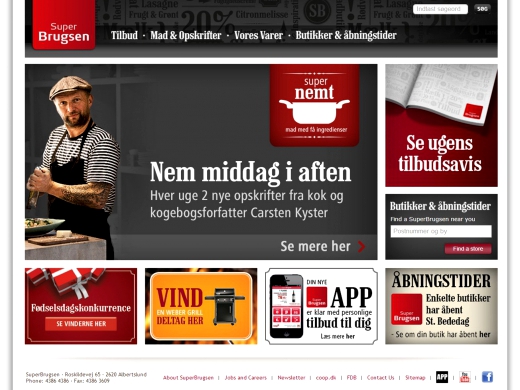 Super
Brugsen
Indtast søgeord
SØG
Tilbud · Mad & Opskrifter · Vores Varer · Butikker & åbningstider
super
nemt
mad med få ingredienser
Nem middag i aften
Hver uge 2 nye opskrifter fra kok og
kogebogsforfatter Carsten Kyster
Se mere her
Se ugens
tilbudsavis
Butikker & åbningstider
Find a SuperBrugsen near you
Postnummer og by
Find a store
Fødselsdagskonkurrence
SE VINDERNE HER
VIND
EN WEBER GRILL
DELTAG HER
DIN NYE
Super
Brugsen
APP
er klar med personlige
tilbud til dig
Læs mere her
ÅBNINGSTIDER
Super
Brugsen
Enkelte butikker
har åbent
St. Bededag
- Se om din butik har åbent her
SuperBrugsen - Roskildevej 65 - 2620 Albertslund
Phone: 4386 4386 - Fax: 4386 3609
About SuperBrugsen | Jobs and Careers | Newsletter | coop.dk | FDB | Contact Us | Sitemap
APP
You
Tube
f